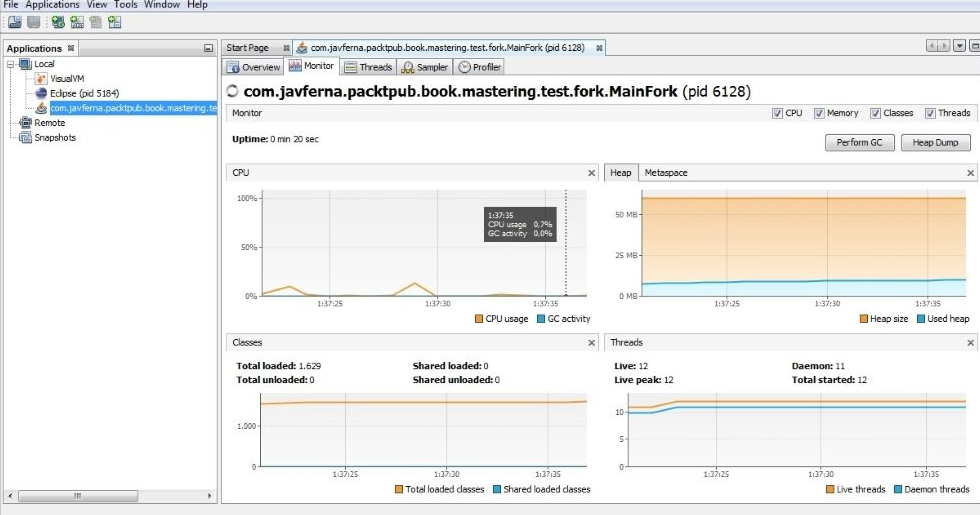 File Applications View Tools Window Help
Applications
Local
VisualVM
Eclipse (pid 5184)
com.javferna.packtpub.book.mastering.te
Remote
Snapshots
Start Page
com.javferna.packtpub.book.mastering.test.fork.MainFork (pid 6128)
Overview Monitor Threads Sampler Profiler
com.javferna.packtpub.book.mastering.test.fork.MainFork (pid 6128)
Monitor
CPU Memory Classes Threads
Uptime: 0 min 20 sec
Perform GC Heap Dump
CPU
100%
50%
0%
1:37:35
CPU usage 0,7%
GC activity 0,0%
1:37:25 1:37:30 1:37:35
CPU usage GC activity
Heap Metaspace
50 MB
25 MB
0 MB
1:37:25 1:37:30 1:37:35
Heap size Used heap
Classes
Total loaded: 1.629 Shared loaded: 0
Total unloaded: 0 Shared unloaded: 0
1.000
0
1:37:25 1:37:30 1:37:35
Total loaded classes Shared loaded classes
Threads
Live: 12 Daemon: 11
Live peak: 12 Total started: 12
10
5
0
1:37:25 1:37:30 1:37:35
Live threads Daemon threads